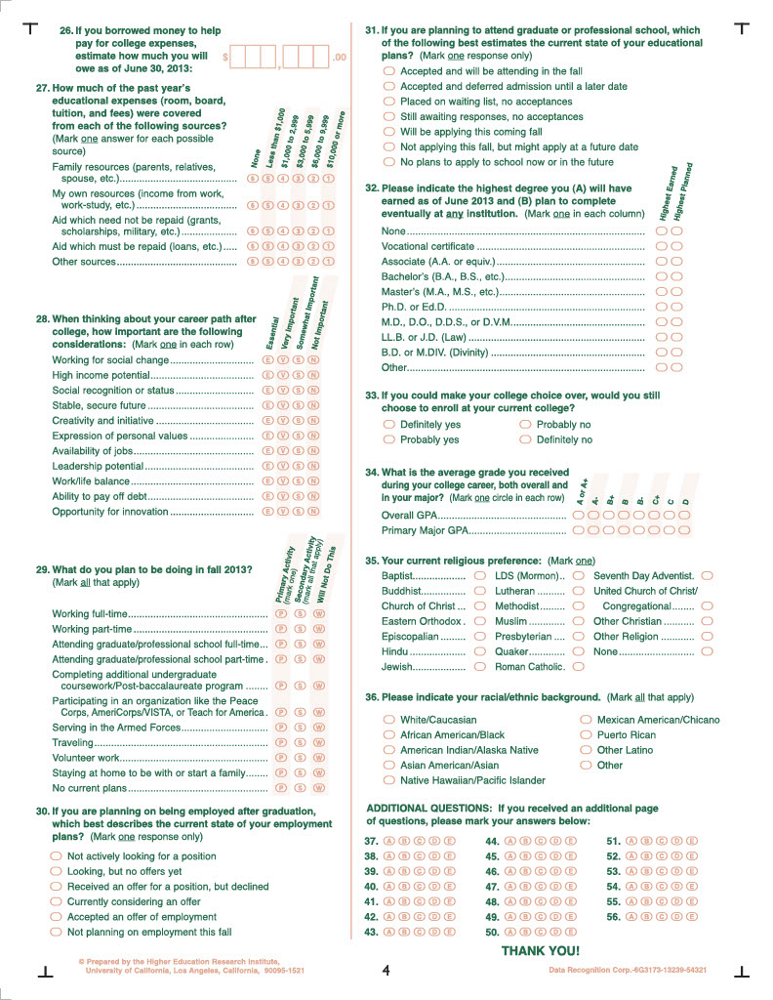 26. If you borrowed money to help
pay for college expenses,
estimate how much you will
owe as of June 30, 2013:
$ , .00
27. How much of the past year's
educational expenses (room, board,
tuition, and fees) were covered
from each of the following sources?
(Mark one answer for each possible
source)
None
Less than $1,000
$1,000 to 2,999
$3,000 to 5,999
$6,000 to 9,999
$10,000 or more
Family resources (parents, relatives,
spouse, etc.)........................................ 6 5 4 3 2 1
My own resources (income from work,
work-study, etc.) .................................. 6 5 4 3 2 1
Aid which need not be repaid (grants,
scholarships, military, etc.) ................... 6 5 4 3 2 1
Aid which must be repaid (loans, etc.)..... 6 5 4 3 2 1
Other sources......................................... 6 5 4 3 2 1
28. When thinking about your career path after
college, how important are the following
considerations: (Mark one in each row)
Essential
Very Important
Somewhat Important
Not Important
Working for social change............................ E V S N
High income potential................................... E V S N
Social recognition or status........................... E V S N
Stable, secure future .................................... E V S N
Creativity and initiative ................................. E V S N
Expression of personal values ...................... E V S N
Availability of jobs......................................... E V S N
Leadership potential..................................... E V S N
Work/life balance.......................................... E V S N
Ability to pay off debt.................................... E V S N
Opportunity for innovation ............................ E V S N
29. What do you plan to be doing in fall 2013?
(Mark all that apply)
Primary Activity
(mark one)
Secondary Activity
(mark all that apply)
Will Not Do This
Working full-time............................................... P S W
Working part-time.............................................. P S W
Attending graduate/professional school full-time... P S W
Attending graduate/professional school part-time . P S W
Completing additional undergraduate
coursework/Post-baccalaureate program ........ P S W
Participating in an organization like the Peace
Corps, AmeriCorps/VISTA, or Teach for America . P S W
Serving in the Armed Forces............................. P S W
Traveling........................................................... P S W
Volunteer work.................................................. P S W
Staying at home to be with or start a family........ P S W
No current plans............................................... P S W
30. If you are planning on being employed after graduation,
which best describes the current state of your employment
plans? (Mark one response only)
Not actively looking for a position
Looking, but no offers yet
Received an offer for a position, but declined
Currently considering an offer
Accepted an offer of employment
Not planning on employment this fall
31. If you are planning to attend graduate or professional school, which
of the following best estimates the current state of your educational
plans? (Mark one response only)
Accepted and will be attending in the fall
Accepted and deferred admission until a later date
Placed on waiting list, no acceptances
Still awaiting responses, no acceptances
Will be applying this coming fall
Not applying this fall, but might apply at a future date
No plans to apply to school now or in the future
32. Please indicate the highest degree you (A) will have
earned as of June 2013 and (B) plan to complete
eventually at any institution. (Mark one in each column)
Highest Earned
Highest Planned
None................................................................................
Vocational certificate ........................................................
Associate (A.A. or equiv.)..................................................
Bachelor's (B.A., B.S., etc.)...............................................
Master's (M.A., M.S., etc.).................................................
Ph.D. or Ed.D. ..................................................................
M.D., D.O., D.D.S., or D.V.M.............................................
LL.B. or J.D. (Law) ...........................................................
B.D. or M.DIV. (Divinity) ....................................................
Other................................................................................
33. If you could make your college choice over, would you still
choose to enroll at your current college?
Definitely yes Probably no
Probably yes Definitely no
34. What is the average grade you received
during your college career, both overall and
in your major? (Mark one circle in each row)
A or A+
A-
B+
B
B-
C+
C
D
Overall GPA...........................................
Primary Major GPA.................................
35. Your current religious preference: (Mark one)
Baptist.................. LDS (Mormon).. Seventh Day Adventist.
Buddhist............... Lutheran .......... United Church of Christ/
Church of Christ ... Methodist......... Congregational........
Eastern Orthodox . Muslim ............ Other Christian ...........
Episcopalian ......... Presbyterian .... Other Religion ............
Hindu ................... Quaker............ None..........................
Jewish.................. Roman Catholic.
36. Please indicate your racial/ethnic background. (Mark all that apply)
White/Caucasian Mexican American/Chicano
African American/Black Puerto Rican
American Indian/Alaska Native Other Latino
Asian American/Asian Other
Native Hawaiian/Pacific Islander
ADDITIONAL QUESTIONS: If you received an additional page
of questions, please mark your answers below:
37. A B C D E 44. A B C D E 51. A B C D E
38. A B C D E 45. A B C D E 52. A B C D E
39. A B C D E 46. A B C D E 53. A B C D E
40. A B C D E 47. A B C D E 54. A B C D E
41. A B C D E 48. A B C D E 55. A B C D E
42. A B C D E 49. A B C D E 56. A B C D E
43. A B C D E 50. A B C D E
THANK YOU!
© Prepared by the Higher Education Research Institute,
University of California, Los Angeles, California, 90095-1521
4
Data Recognition Corp.-6G3173-13239-54321